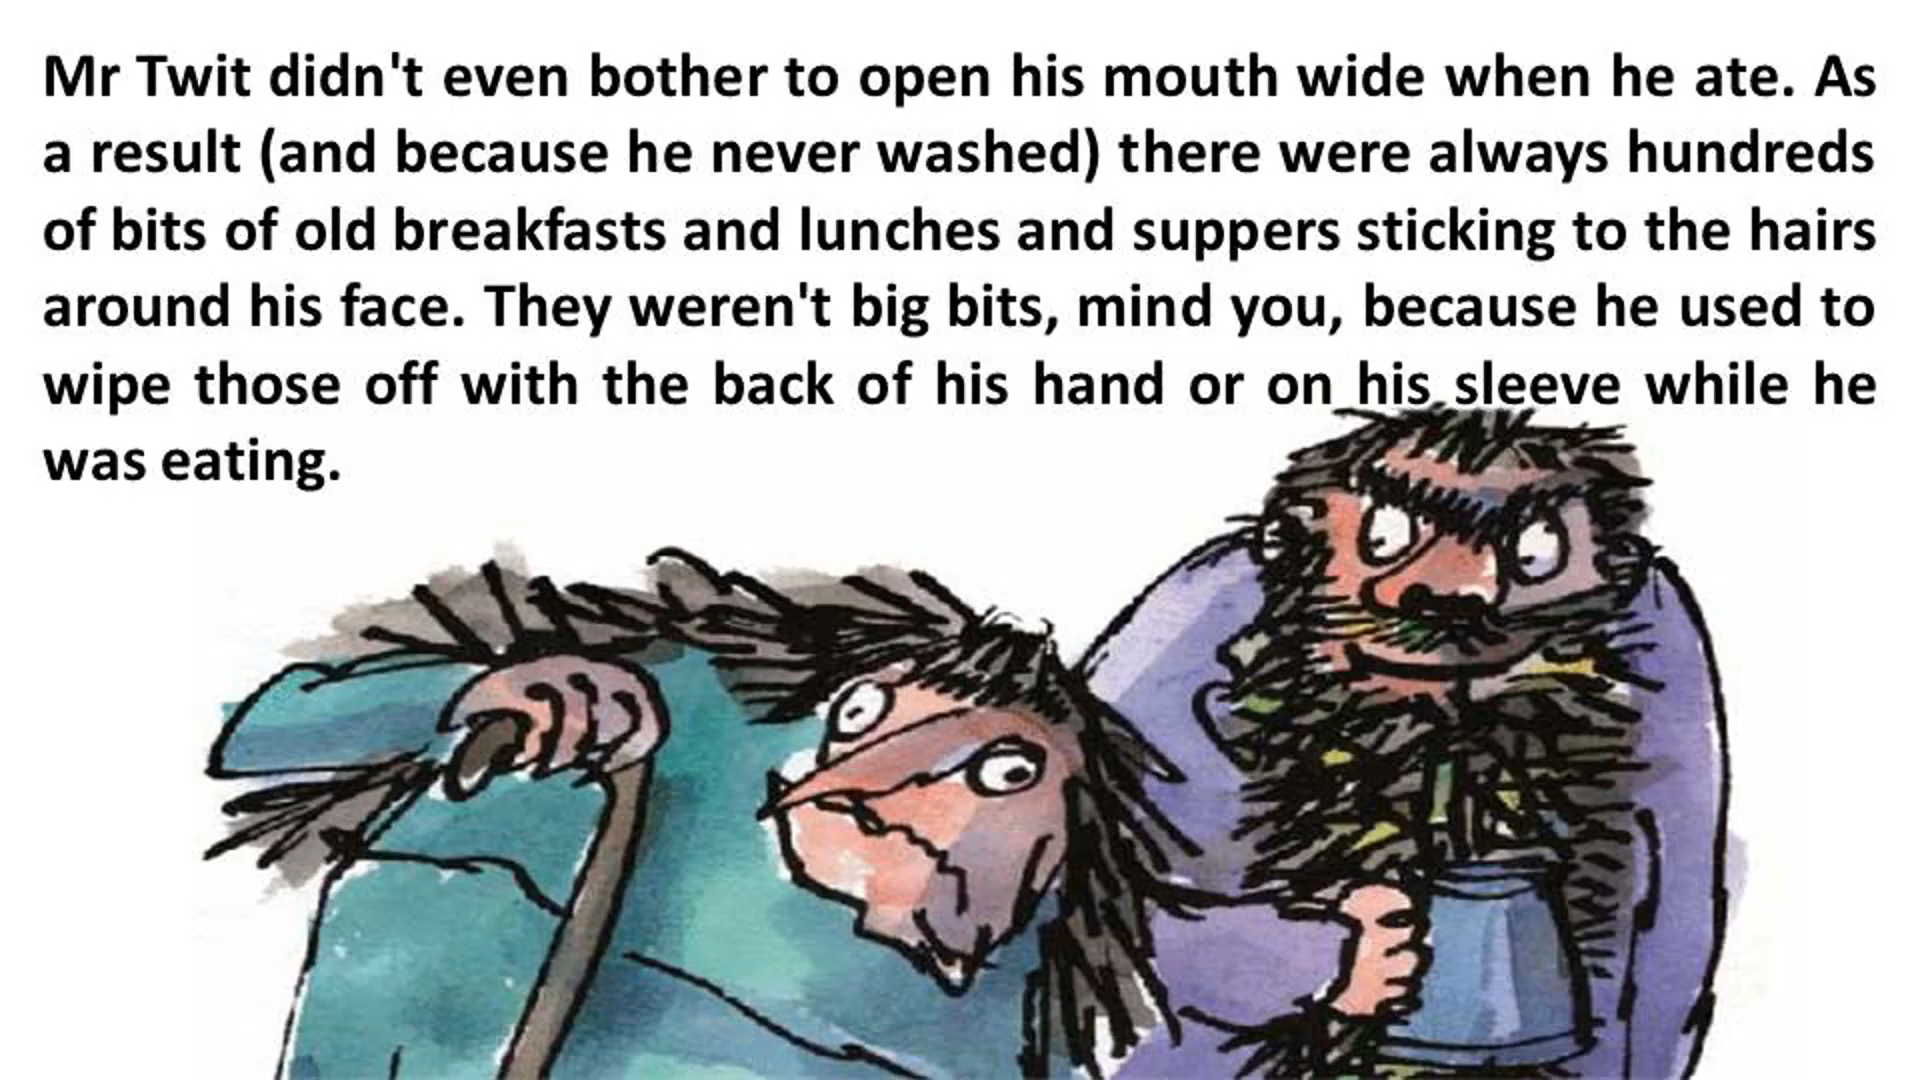 Mr Twit didn't even bother to open his mouth wide when he ate. As
a result (and because he never washed) there were always hundreds
of bits of old breakfasts and lunches and suppers sticking to the hairs
around his face. They weren't big bits, mind you, because he used to
wipe those off with the back of his hand or on his sleeve while he
was eating.